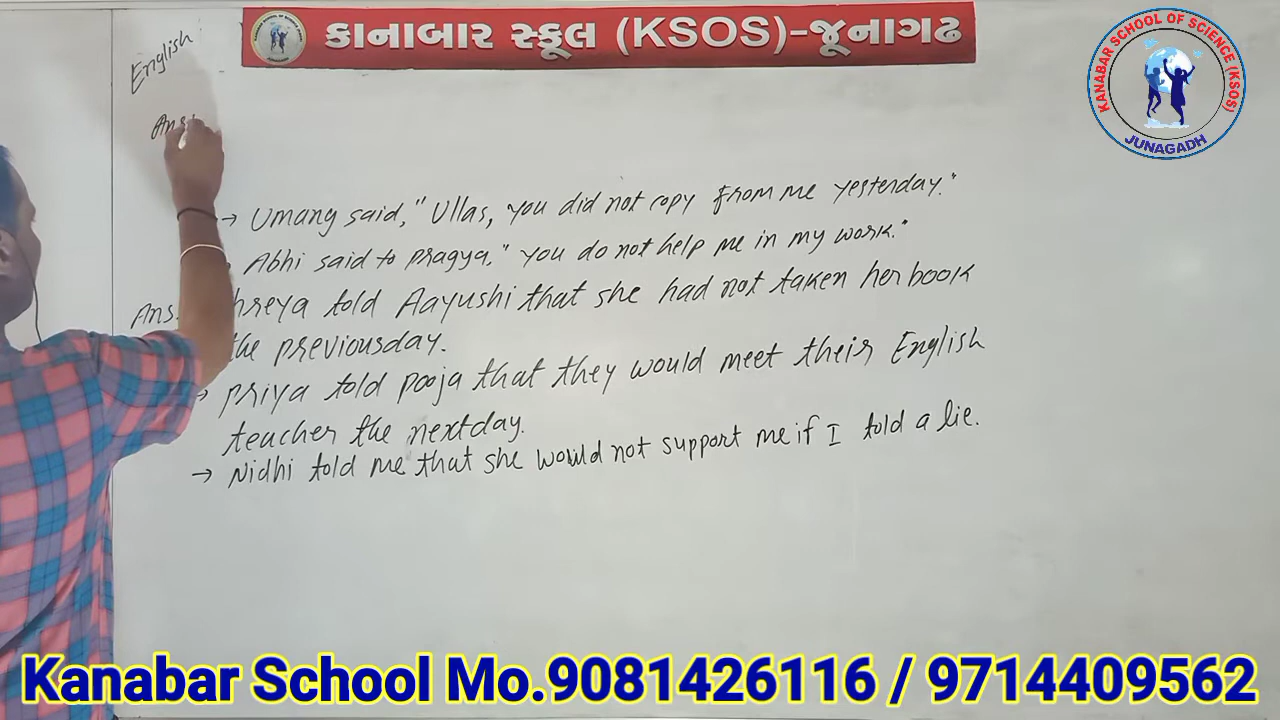 કાનાબાર સ્કૂલ (KSOS)-જૂનાગઢ
KANABAR SCHOOL OF SCIENCE (KSOS)
JUNAGADH
English
Ans
→ Umang said, "Ullas, you did not copy from me yesterday."
Abhi said to pragya, "you do not help me in my work."
Ans. hreya told Aayushi that she had not taken her book
the previousday.
→ priya told pooja that they would meet their English
teacher the nextday.
→ Nidhi told me that she would not support me if I told a lie.
Kanabar School Mo.9081426116 / 9714409562